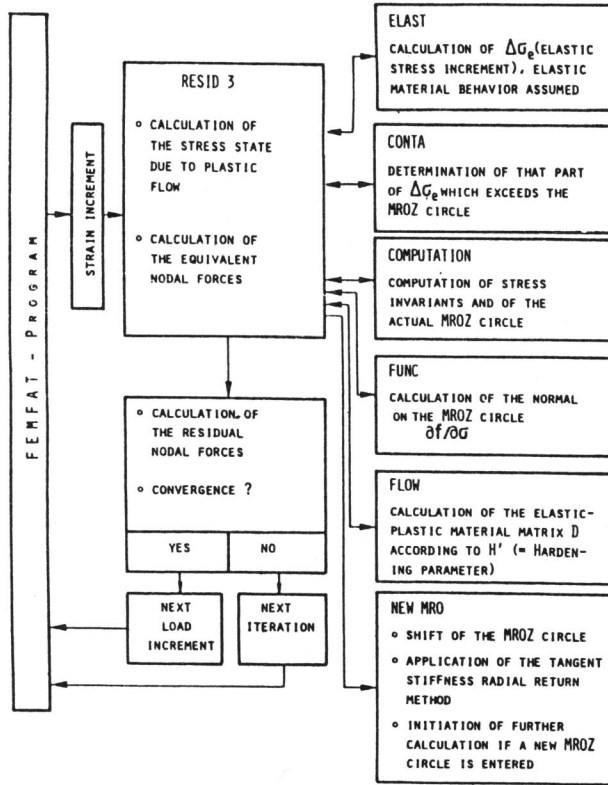 FEMFAT - PROGRAM
STRAIN INCREMENT
RESID 3
° CALCULATION OF
THE STRESS STATE
DUE TO PLASTIC
FLOW
° CALCULATION OF
THE EQUIVALENT
NODAL FORCES
° CALCULATION OF
THE RESIDUAL
NODAL FORCES
° CONVERGENCE ?
YES
NO
NEXT
LOAD
INCREMENT
NEXT
ITERATION
ELAST
CALCULATION OF Δσe(ELASTIC
STRESS INCREMENT), ELASTIC
MATERIAL BEHAVIOR ASSUMED
CONTA
DETERMINATION OF THAT PART
OF Δσe WHICH EXCEEDS THE
MROZ CIRCLE
COMPUTATION
COMPUTATION OF STRESS
INVARIANTS AND OF THE
ACTUAL MROZ CIRCLE
FUNC
CALCULATION OF THE NORMAL
ON THE MROZ CIRCLE
∂f/∂σ
FLOW
CALCULATION OF THE ELASTIC-
PLASTIC MATERIAL MATRIX D
ACCORDING TO H' (= HARDEN-
ING PARAMETER)
NEW MRO
° SHIFT OF THE MROZ CIRCLE
° APPLICATION OF THE TANGENT
STIFFNESS RADIAL RETURN
METHOD
° INITIATION OF FURTHER
CALCULATION IF A NEW MROZ
CIRCLE IS ENTERED